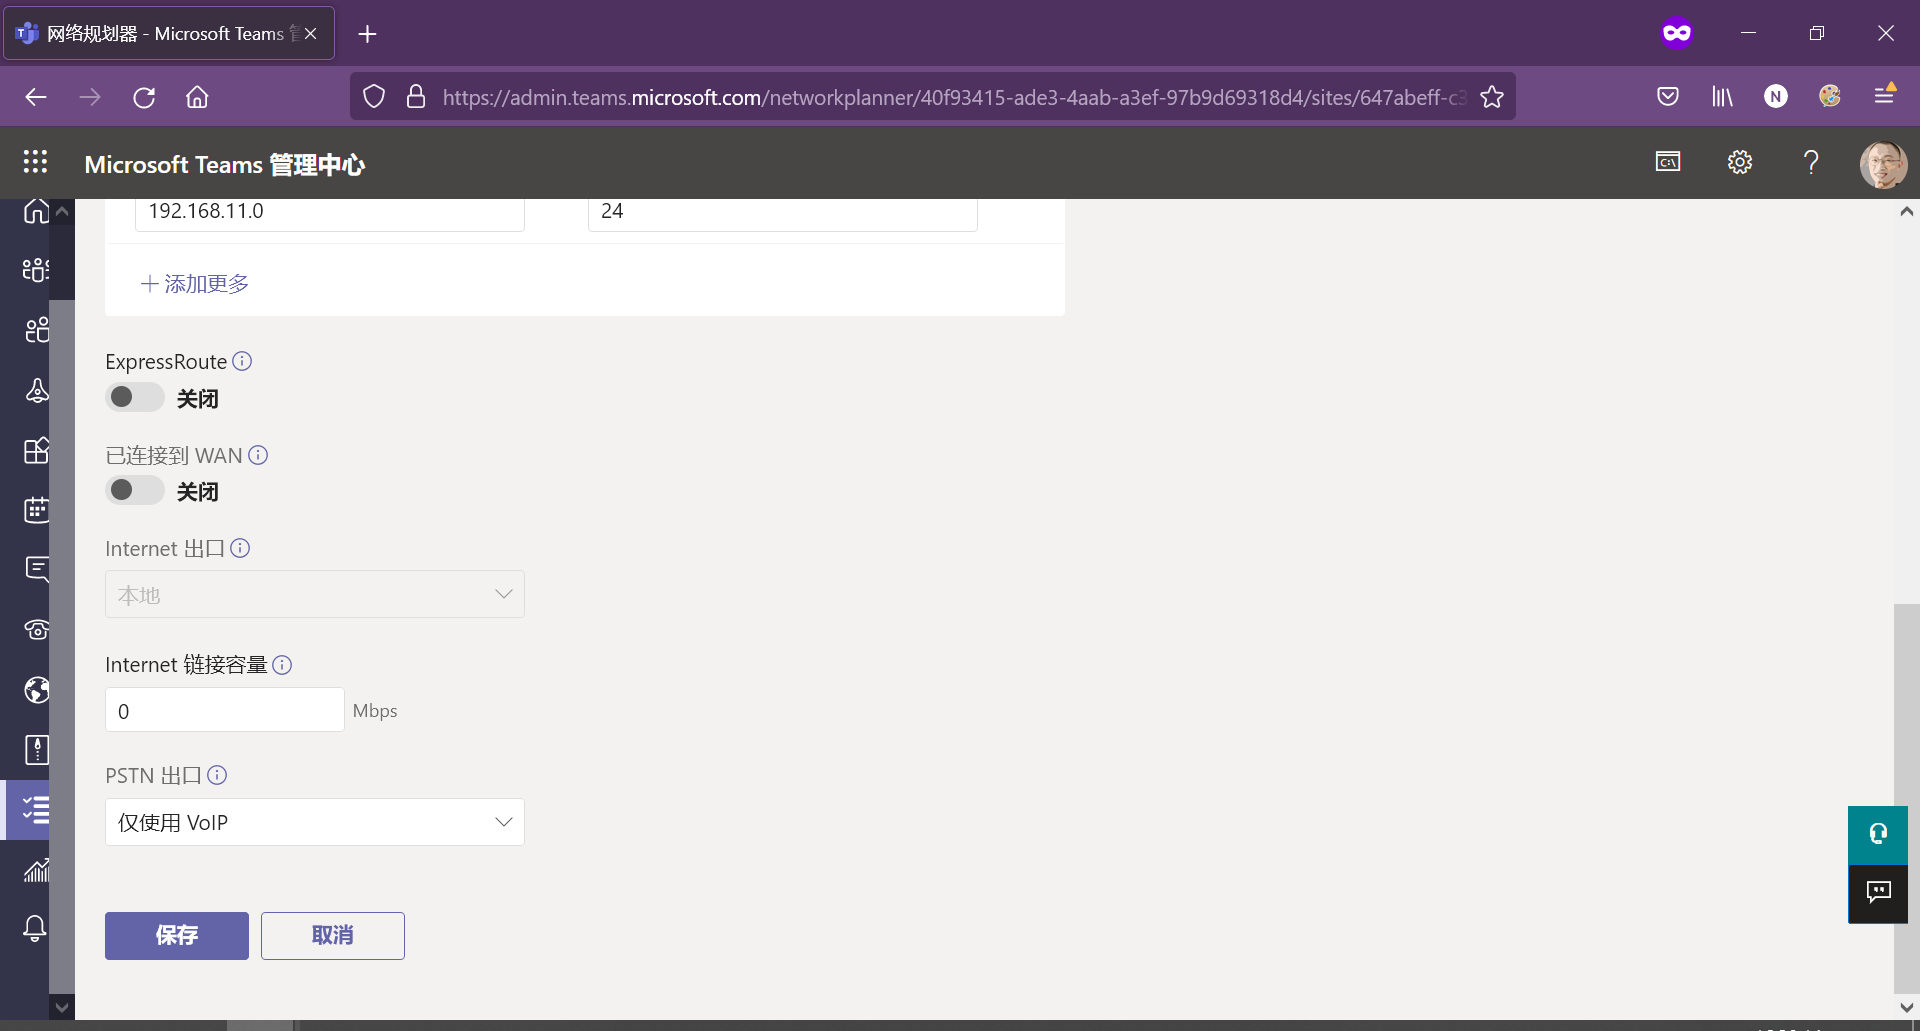 网络规划器 - Microsoft Teams
https://admin.teams.microsoft.com/networkplanner/40f93415-ade3-4aab-a3ef-97b9d69318d4/sites/647abeff-c3
N
Microsoft Teams 管理中心
C:\
192.168.11.0 24
添加更多
ExpressRoute
关闭
已连接到 WAN
关闭
Internet 出口
本地
Internet 链接容量
0 Mbps
PSTN 出口
仅使用 VoIP
保存 取消